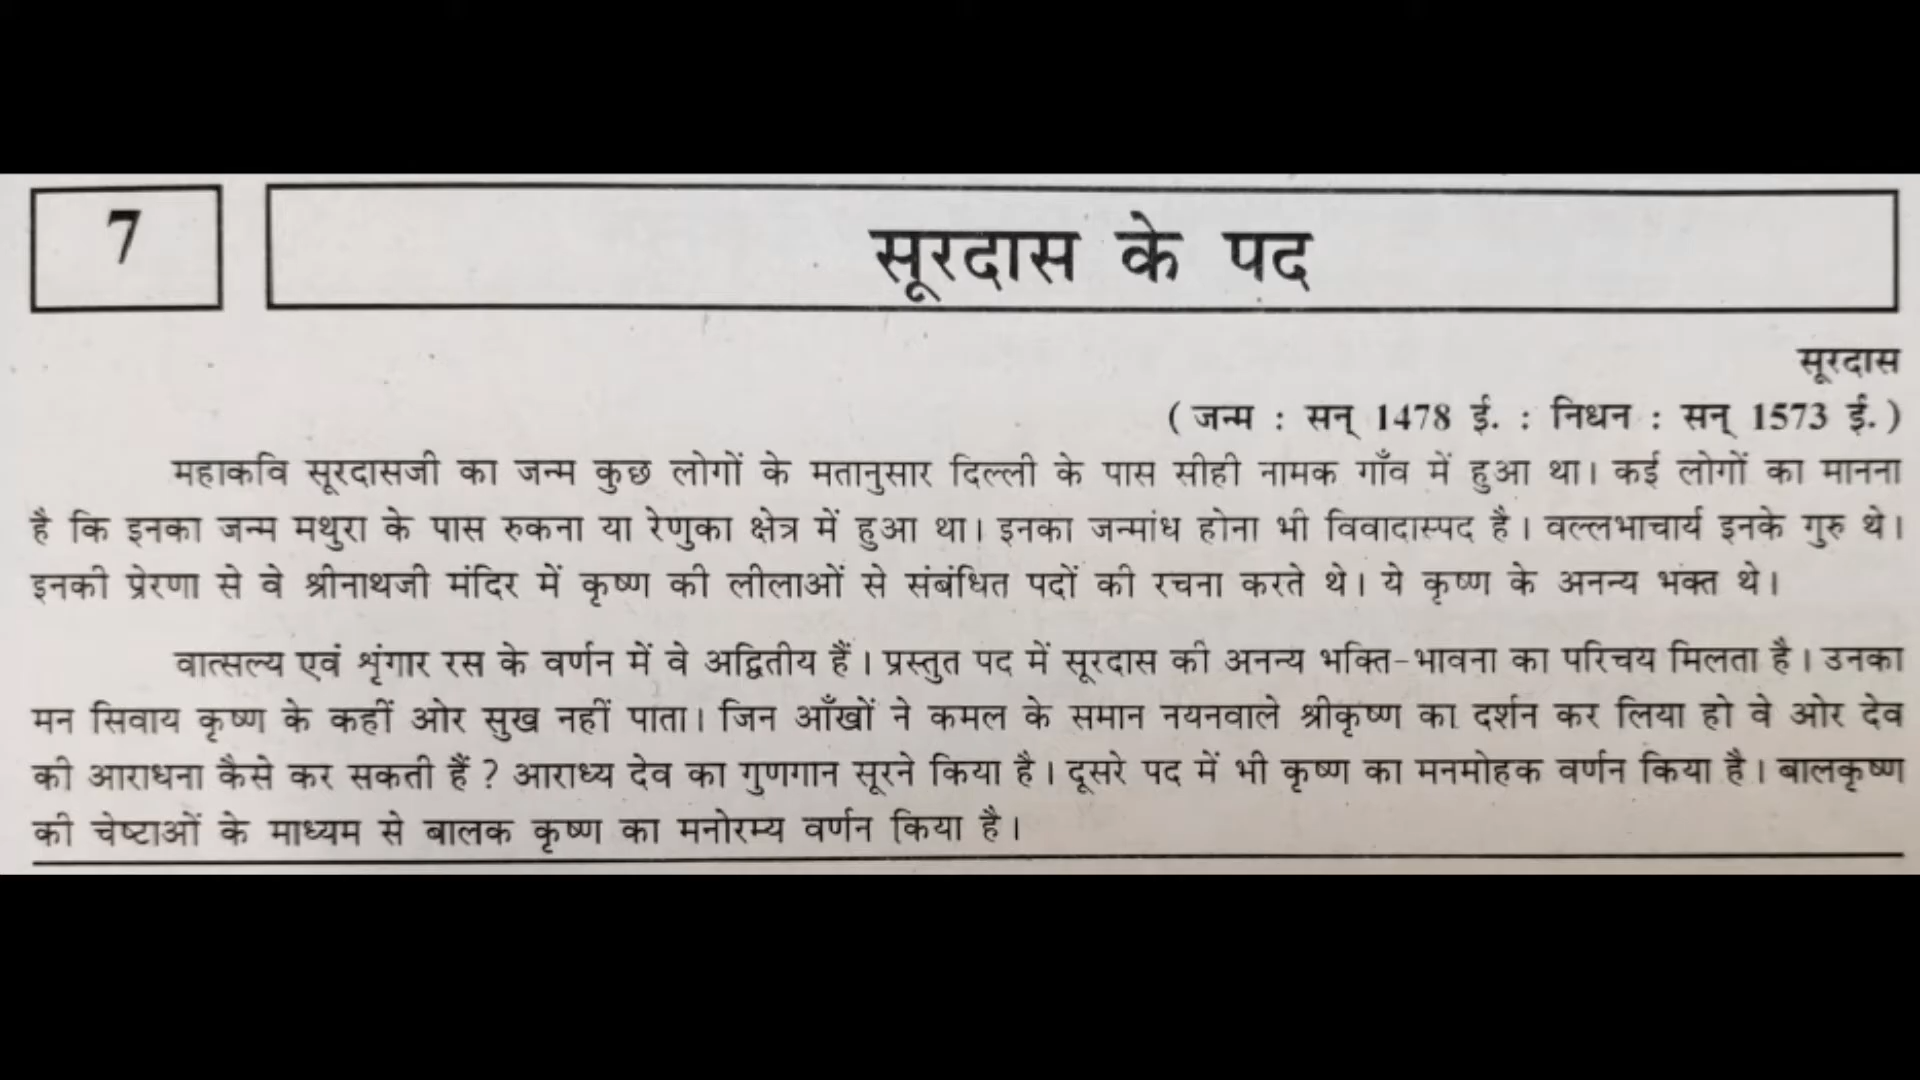 7
सूरदास के पद
सूरदास
( जन्म : सन् 1478 ई. : निधन : सन् 1573 ई. )
महाकवि सूरदासजी का जन्म कुछ लोगों के मतानुसार दिल्ली के पास सीही नामक गाँव में हुआ था। कई लोगों का मानना
है कि इनका जन्म मथुरा के पास रुकना या रेणुका क्षेत्र में हुआ था। इनका जन्मांध होना भी विवादास्पद है। वल्लभाचार्य इनके गुरु थे।
इनकी प्रेरणा से वे श्रीनाथजी मंदिर में कृष्ण की लीलाओं से संबंधित पदों की रचना करते थे। ये कृष्ण के अनन्य भक्त थे।
वात्सल्य एवं शृंगार रस के वर्णन में वे अद्वितीय हैं। प्रस्तुत पद में सूरदास की अनन्य भक्ति-भावना का परिचय मिलता है। उनका
मन सिवाय कृष्ण के कहीं ओर सुख नहीं पाता। जिन आँखों ने कमल के समान नयनवाले श्रीकृष्ण का दर्शन कर लिया हो वे ओर देव
की आराधना कैसे कर सकती हैं ? आराध्य देव का गुणगान सूरने किया है। दूसरे पद में भी कृष्ण का मनमोहक वर्णन किया है। बालकृष्ण
की चेष्टाओं के माध्यम से बालक कृष्ण का मनोरम्य वर्णन किया है।